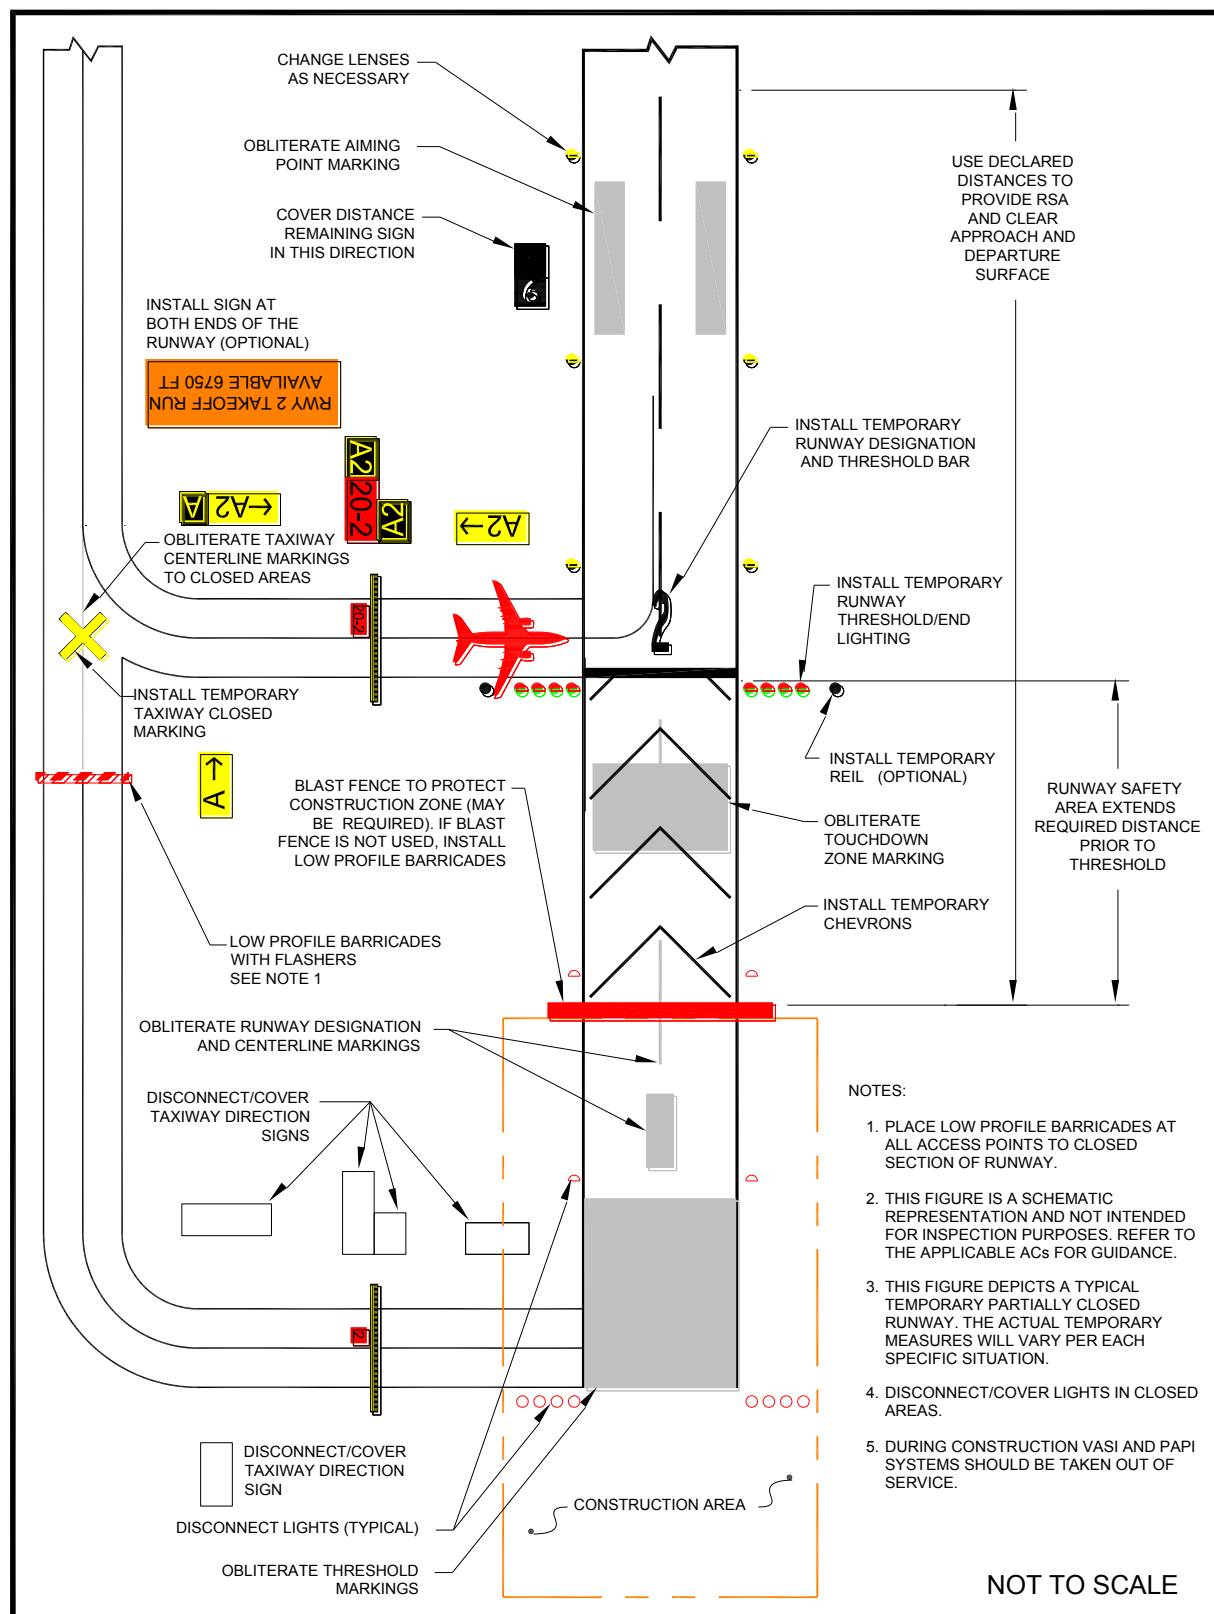 CHANGE LENSES
AS NECESSARY
OBLITERATE AIMING
POINT MARKING
COVER DISTANCE
REMAINING SIGN
IN THIS DIRECTION
6
INSTALL SIGN AT
BOTH ENDS OF THE
RUNWAY (OPTIONAL)
RWY 2 TAKEOFF RUN
AVAILABLE 6750 FT
USE DECLARED
DISTANCES TO
PROVIDE RSA
AND CLEAR
APPROACH AND
DEPARTURE
SURFACE
INSTALL TEMPORARY
RUNWAY DESIGNATION
AND THRESHOLD BAR
A2
20-2
A2
A
←A2
A2→
OBLITERATE TAXIWAY
CENTERLINE MARKINGS
TO CLOSED AREAS
20-2
2
INSTALL TEMPORARY
RUNWAY
THRESHOLD/END
LIGHTING
INSTALL TEMPORARY
TAXIWAY CLOSED
MARKING
A →
INSTALL TEMPORARY
REIL (OPTIONAL)
BLAST FENCE TO PROTECT
CONSTRUCTION ZONE (MAY
BE REQUIRED). IF BLAST
FENCE IS NOT USED, INSTALL
LOW PROFILE BARRICADES
OBLITERATE
TOUCHDOWN
ZONE MARKING
RUNWAY SAFETY
AREA EXTENDS
REQUIRED DISTANCE
PRIOR TO
THRESHOLD
INSTALL TEMPORARY
CHEVRONS
LOW PROFILE BARRICADES
WITH FLASHERS
SEE NOTE 1
OBLITERATE RUNWAY DESIGNATION
AND CENTERLINE MARKINGS
DISCONNECT/COVER
TAXIWAY DIRECTION
SIGNS
2
DISCONNECT/COVER
TAXIWAY DIRECTION
SIGN
DISCONNECT LIGHTS (TYPICAL)
OBLITERATE THRESHOLD
MARKINGS
CONSTRUCTION AREA
NOTES:
1. PLACE LOW PROFILE BARRICADES AT
ALL ACCESS POINTS TO CLOSED
SECTION OF RUNWAY.
2. THIS FIGURE IS A SCHEMATIC
REPRESENTATION AND NOT INTENDED
FOR INSPECTION PURPOSES. REFER TO
THE APPLICABLE ACs FOR GUIDANCE.
3. THIS FIGURE DEPICTS A TYPICAL
TEMPORARY PARTIALLY CLOSED
RUNWAY. THE ACTUAL TEMPORARY
MEASURES WILL VARY PER EACH
SPECIFIC SITUATION.
4. DISCONNECT/COVER LIGHTS IN CLOSED
AREAS.
5. DURING CONSTRUCTION VASI AND PAPI
SYSTEMS SHOULD BE TAKEN OUT OF
SERVICE.
NOT TO SCALE